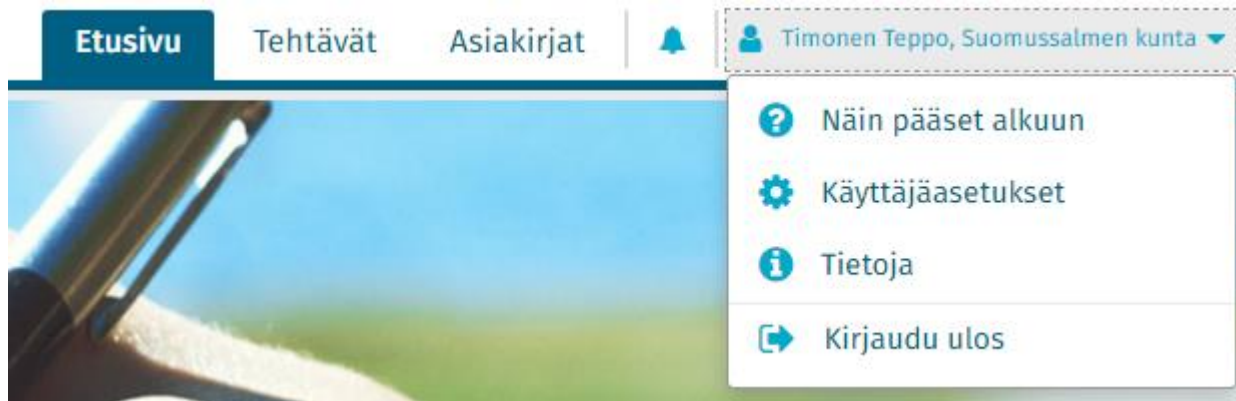 Etusivu Tehtävät Asiakirjat Timonen Teppo, Suomussalmen kunta
Näin pääset alkuun
Käyttäjäasetukset
Tietoja
Kirjaudu ulos